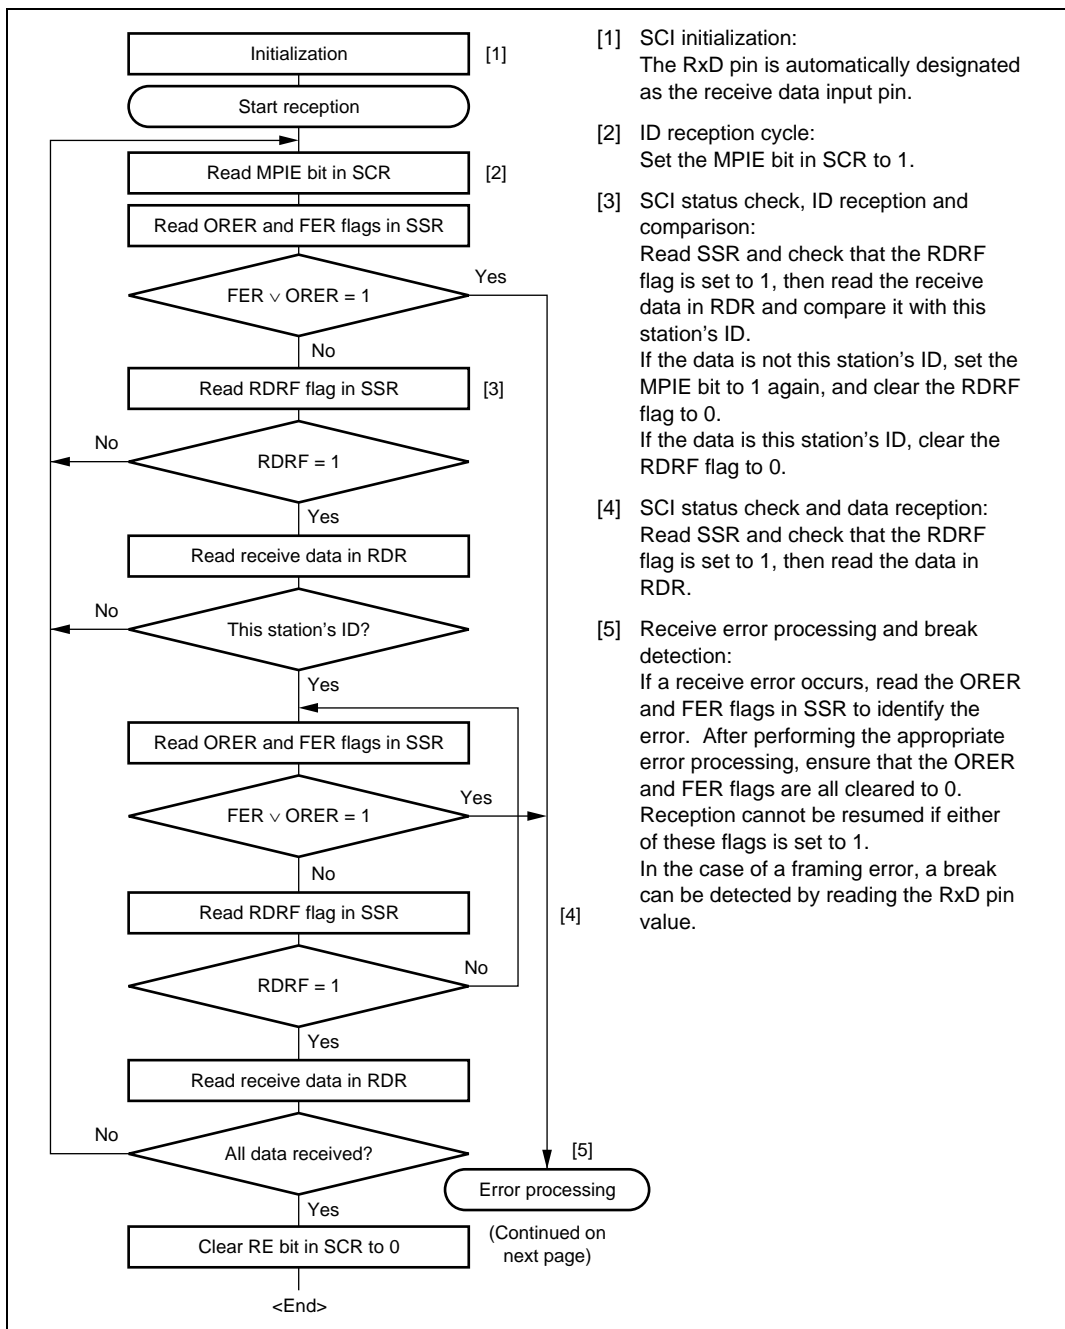 Initialization
[1]
Start reception
Read MPIE bit in SCR
[2]
Read ORER and FER flags in SSR
Yes
FER ∨ ORER = 1
No
Read RDRF flag in SSR
[3]
No
RDRF = 1
Yes
Read receive data in RDR
No
This station's ID?
Yes
Read ORER and FER flags in SSR
Yes
FER ∨ ORER = 1
No
Read RDRF flag in SSR
[4]
No
RDRF = 1
Yes
Read receive data in RDR
No
All data received?
[5]
Error processing
Yes
(Continued on
next page)
Clear RE bit in SCR to 0
<End>
[1] SCI initialization:
The RxD pin is automatically designated
as the receive data input pin.
[2] ID reception cycle:
Set the MPIE bit in SCR to 1.
[3] SCI status check, ID reception and
comparison:
Read SSR and check that the RDRF
flag is set to 1, then read the receive
data in RDR and compare it with this
station's ID.
If the data is not this station's ID, set the
MPIE bit to 1 again, and clear the RDRF
flag to 0.
If the data is this station's ID, clear the
RDRF flag to 0.
[4] SCI status check and data reception:
Read SSR and check that the RDRF
flag is set to 1, then read the data in
RDR.
[5] Receive error processing and break
detection:
If a receive error occurs, read the ORER
and FER flags in SSR to identify the
error. After performing the appropriate
error processing, ensure that the ORER
and FER flags are all cleared to 0.
Reception cannot be resumed if either
of these flags is set to 1.
In the case of a framing error, a break
can be detected by reading the RxD pin
value.